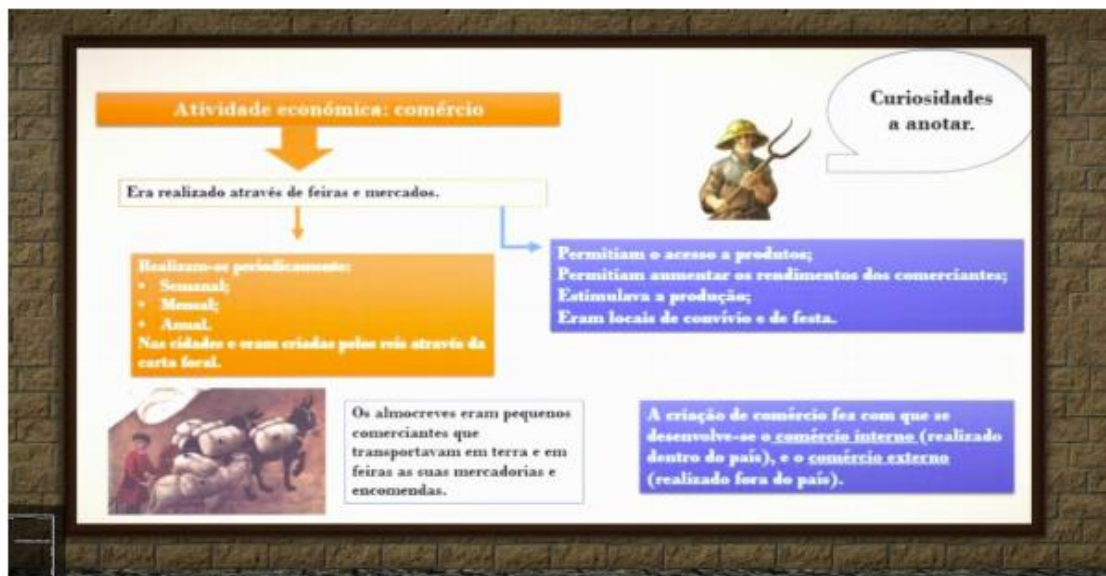 Atividade económica: comércio
Curiosidades
a anotar.
Era realizado através de feiras e mercados.
Realizam-se periodicamente:
• Semanal;
• Mensal;
• Anual.
Nas cidades e eram criadas pelos reis através da
carta foral.
Permitiam o acesso a produtos;
Permitiam aumentar os rendimentos dos comerciantes;
Estimulava a produção;
Eram locais de convívio e de festa.
Os almocreves eram pequenos
comerciantes que
transportavam em terra e em
feiras as suas mercadorias e
encomendas.
A criação de comércio fez com que se
desenvolve-se o comércio interno (realizado
dentro do país), e o comércio externo
(realizado fora do país).